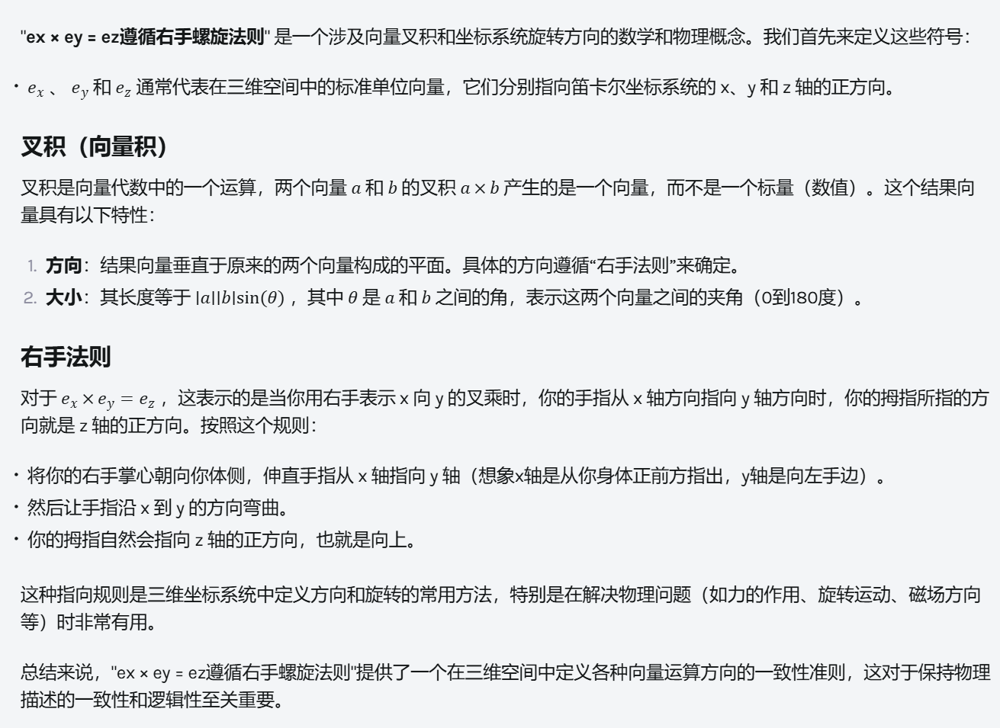 "ex × ey = ez遵循右手螺旋法则" 是一个涉及向量叉积和坐标系统旋转方向的数学和物理概念。我们首先来定义这些符号：
· eₓ 、 e_y 和 e_z 通常代表在三维空间中的标准单位向量，它们分别指向笛卡尔坐标系统的 x、y 和 z 轴的正方向。
叉积（向量积）
叉积是向量代数中的一个运算，两个向量 a 和 b 的叉积 a × b 产生的是一个向量，而不是一个标量（数值）。这个结果向
量具有以下特性：
1. 方向：结果向量垂直于原来的两个向量构成的平面。具体的方向遵循“右手法则”来确定。
2. 大小：其长度等于 |a||b|sin(θ) ，其中 θ 是 a 和 b 之间的角，表示这两个向量之间的夹角（0到180度）。
右手法则
对于 eₓ × e_y = e_z ，这表示的是当你用右手表示 x 向 y 的叉乘时，你的手指从 x 轴方向指向 y 轴方向时，你的拇指所指的方
向就是 z 轴的正方向。按照这个规则：
· 将你的右手掌心朝向你体侧，伸直手指从 x 轴指向 y 轴（想象x轴是从你身体正前方指出，y轴是向左手边）。
· 然后让手指沿 x 到 y 的方向弯曲。
· 你的拇指自然会指向 z 轴的正方向，也就是向上。
这种指向规则是三维坐标系统中定义方向和旋转的常用方法，特别是在解决物理问题（如力的作用、旋转运动、磁场方向
等）时非常有用。
总结来说，"ex × ey = ez遵循右手螺旋法则"提供了一个在三维空间中定义各种向量运算方向的一致性准则，这对于保持物理
描述的一致性和逻辑性至关重要。